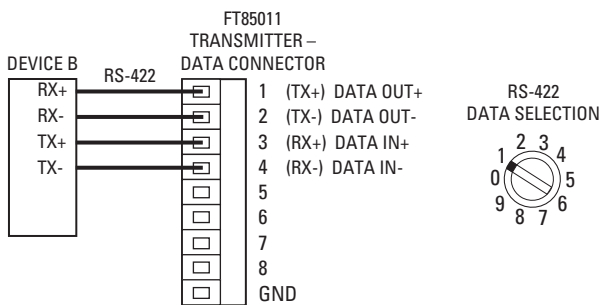 FT85011
TRANSMITTER –
DATA CONNECTOR
DEVICE B
RS-422
RX+
RX-
TX+
TX-
1 (TX+) DATA OUT+
2 (TX-) DATA OUT-
3 (RX+) DATA IN+
4 (RX-) DATA IN-
5
6
7
8
GND
RS-422
DATA SELECTION
0 1 2 3 4 5 6 7 8 9